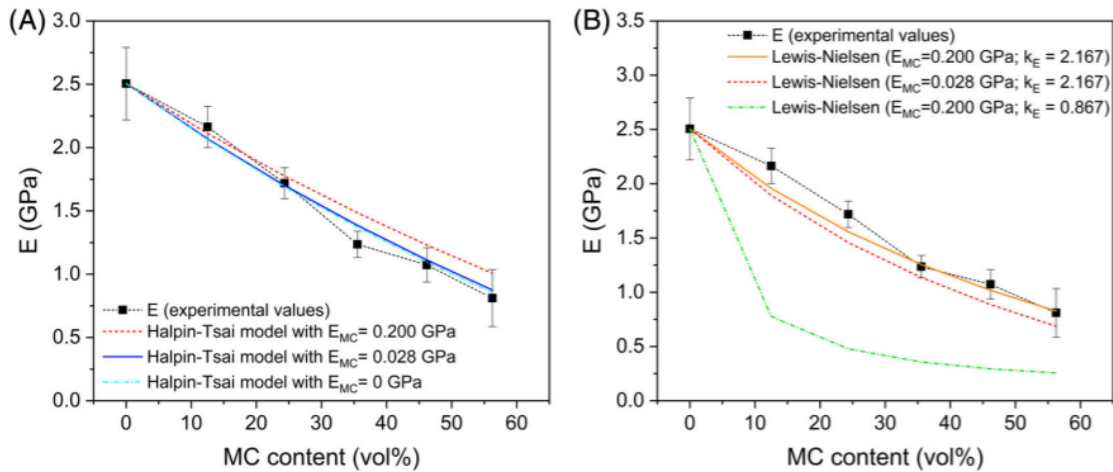 (A)
3.0
2.5
2.0
1.5
1.0
0.5
0.0
E (GPa)
E (experimental values)
Halpin-Tsai model with E_MC= 0.200 GPa
Halpin-Tsai model with E_MC= 0.028 GPa
Halpin-Tsai model with E_MC= 0 GPa
0 10 20 30 40 50 60
MC content (vol%)
(B)
3.5
3.0
2.5
2.0
1.5
1.0
0.5
0.0
E (GPa)
E (experimental values)
Lewis-Nielsen (E_MC=0.200 GPa; k_E = 2.167)
Lewis-Nielsen (E_MC=0.028 GPa; k_E = 2.167)
Lewis-Nielsen (E_MC=0.200 GPa; k_E = 0.867)
0 10 20 30 40 50 60
MC content (vol%)